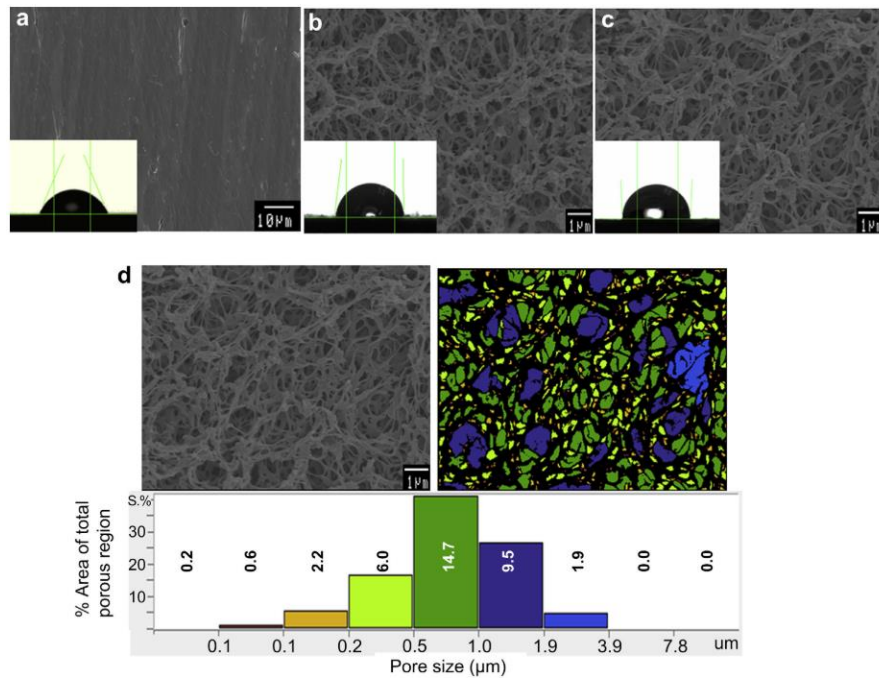 a
10μm
b
1μm
c
1μm
d
1μm
S.%
30
20
10
0.2
0.6
2.2
6.0
14.7
9.5
1.9
0.0
0.0
0.1
0.1
0.2
0.5
1.0
1.9
3.9
7.8
um
% Area of total
porous region
Pore size (μm)